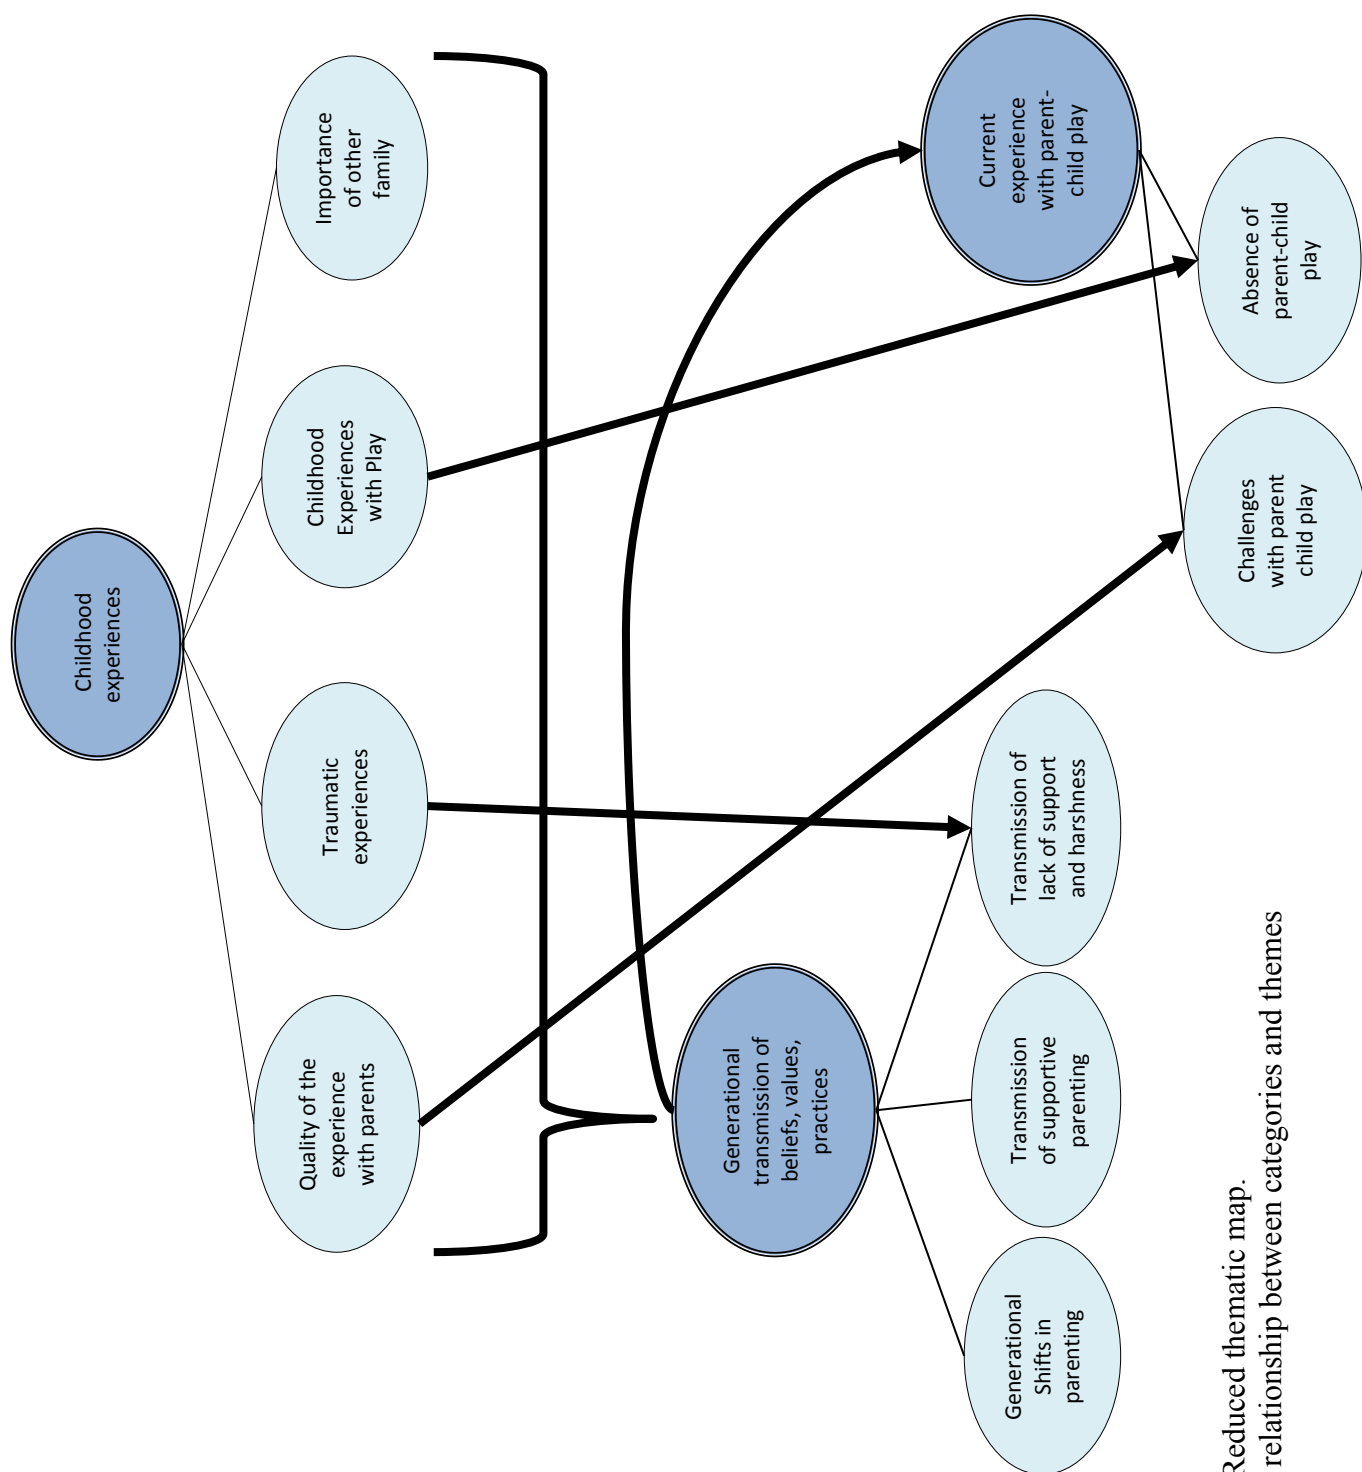 Childhood
experiences
Quality of the
experience
with parents
Traumatic
experiences
Childhood
Experiences
with Play
Importance
of other
family
Generational
transmission of
beliefs, values,
practices
Current
experience
with parent-
child play
Generational
Shifts in
parenting
Transmission
of supportive
parenting
Transmission of
lack of support
and harshness
Challenges
with parent
child play
Absence of
parent-child
play
Reduced thematic map.
relationship between categories and themes